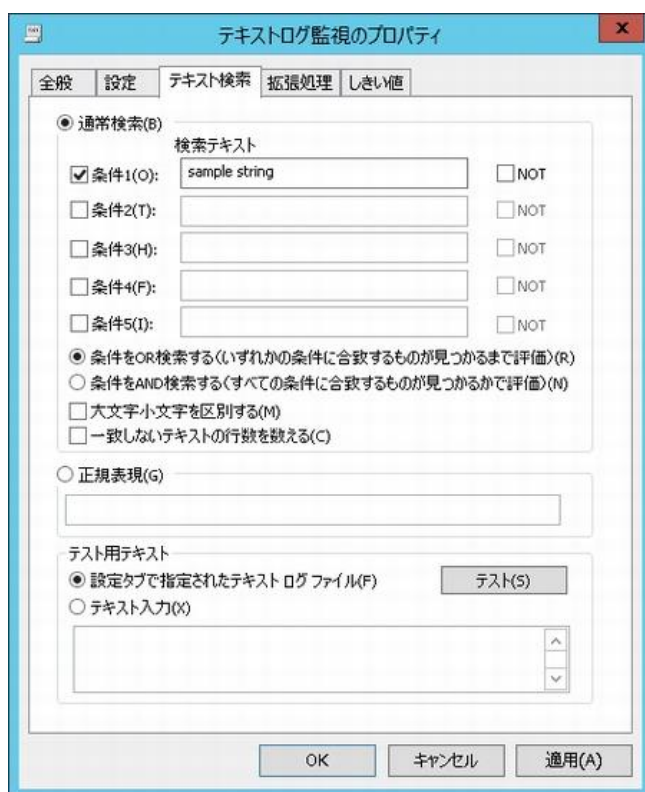 テキストログ監視のプロパティ
x
全般 設定 テキスト検索 拡張処理 しきい値
通常検索(B)
検索テキスト
条件1(O): sample string NOT
条件2(T): NOT
条件3(H): NOT
条件4(F): NOT
条件5(I): NOT
条件をOR検索する(いずれかの条件に合致するものが見つかるまで評価)(R)
条件をAND検索する(すべての条件に合致するものが見つかるかで評価)(N)
大文字小文字を区別する(M)
一致しないテキストの行数を数える(C)
正規表現(G)
テスト用テキスト
設定タブで指定されたテキスト ログ ファイル(F) テスト(S)
テキスト入力(X)
OK キャンセル 適用(A)